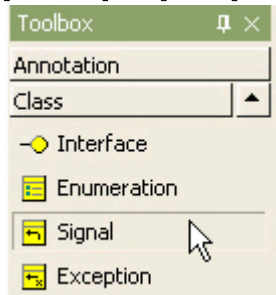 Toolbox
Annotation
Class
Interface
Enumeration
Signal
Exception